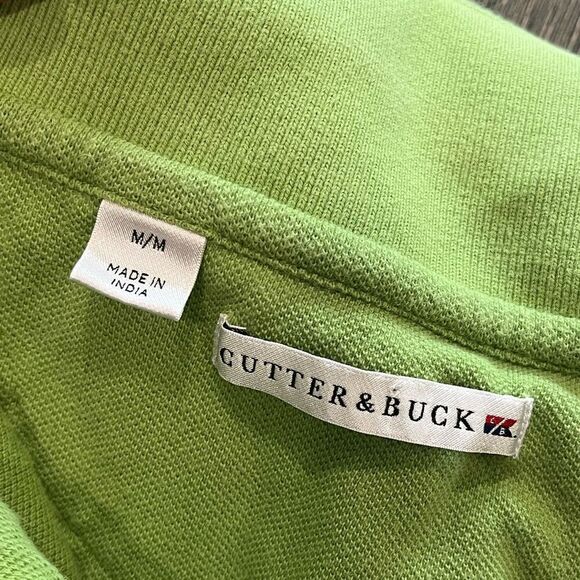 M/M
MADE IN
INDIA
CUTTER & BUCK